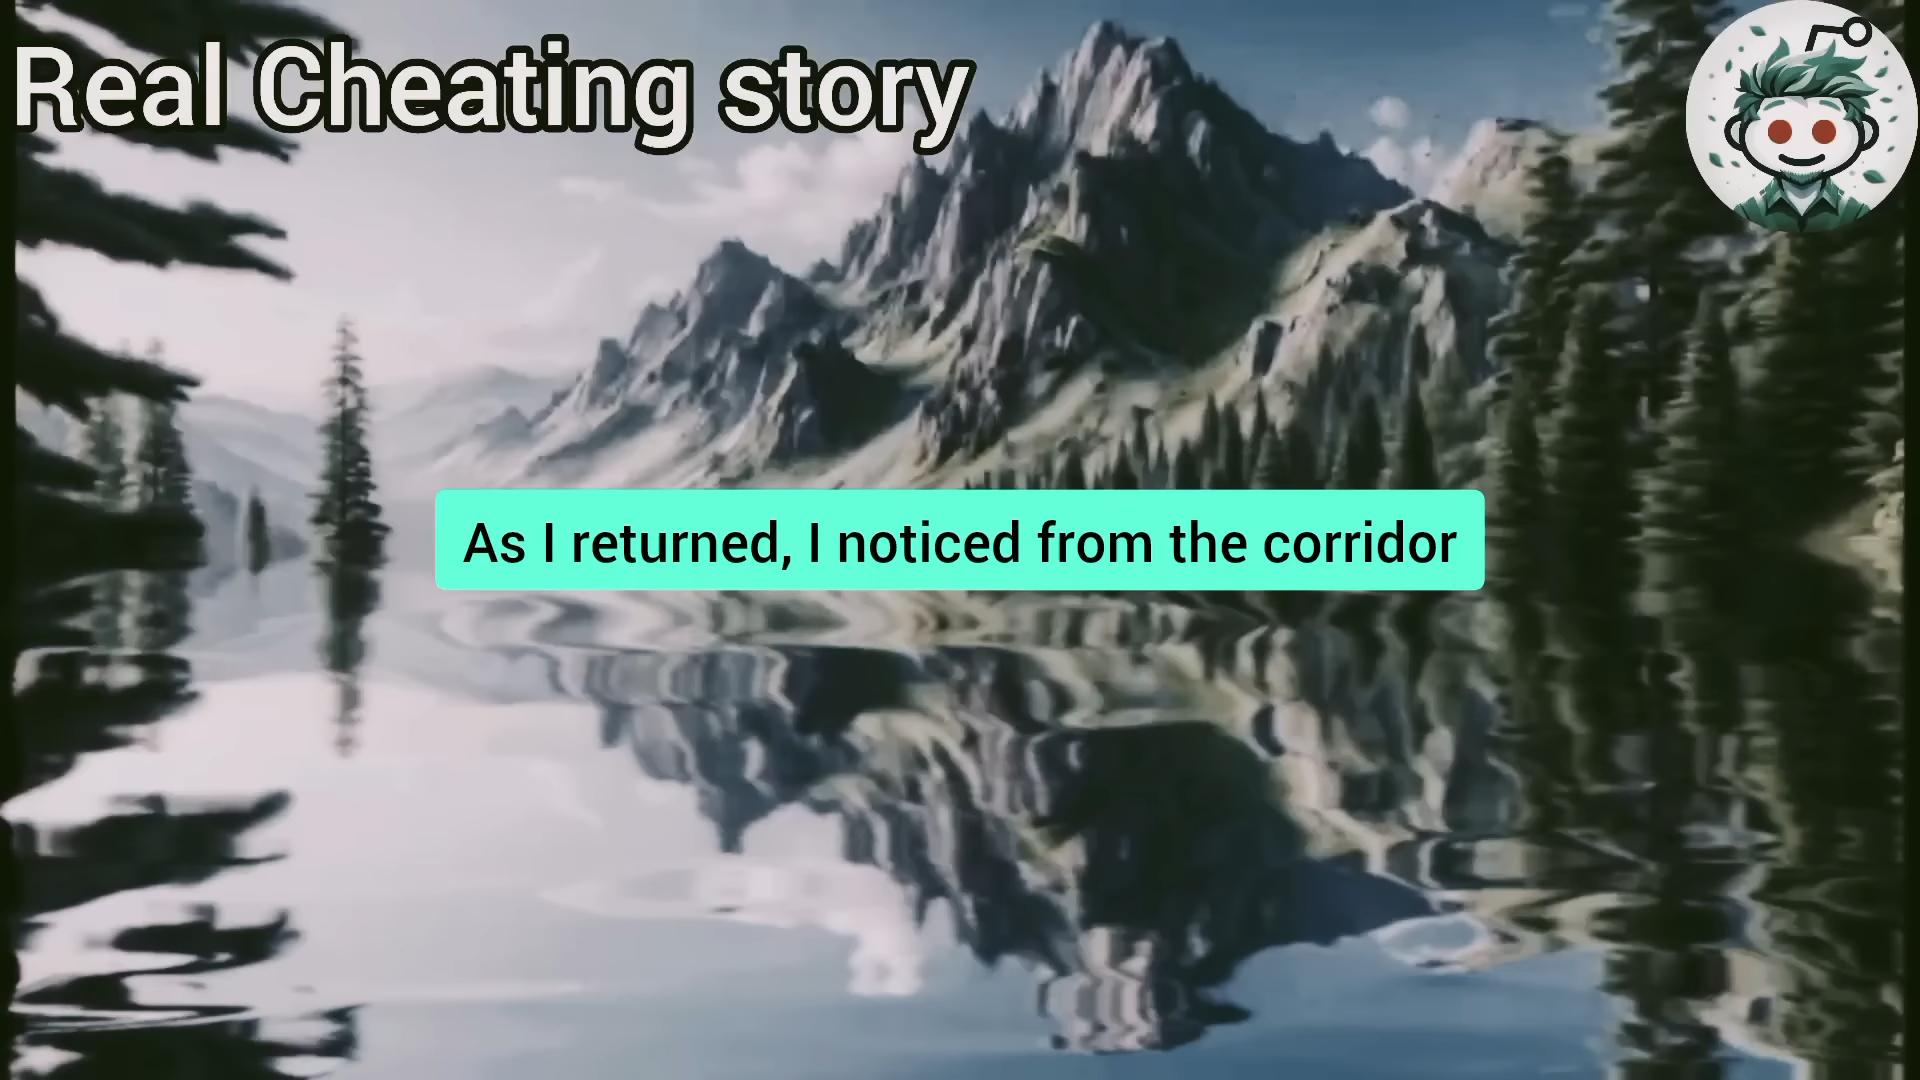 Real Cheating story
As I returned, I noticed from the corridor